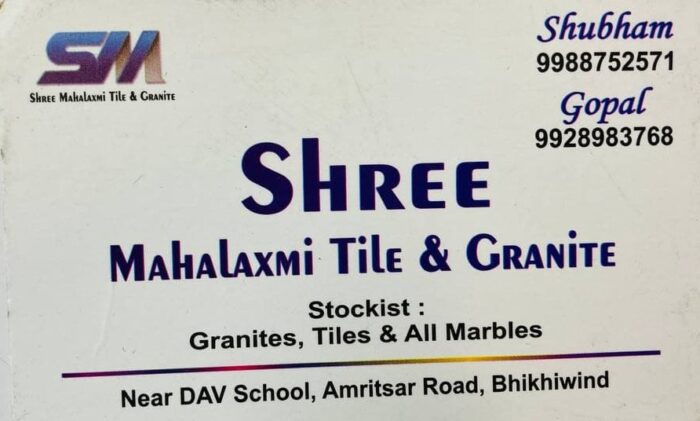 SM
Shree Mahalaxmi Tile & Granite
Shubham
9988752571
Gopal
9928983768
Shree
Mahalaxmi Tile & Granite
Stockist :
Granites, Tiles & All Marbles
Near DAV School, Amritsar Road, Bhikhiwind